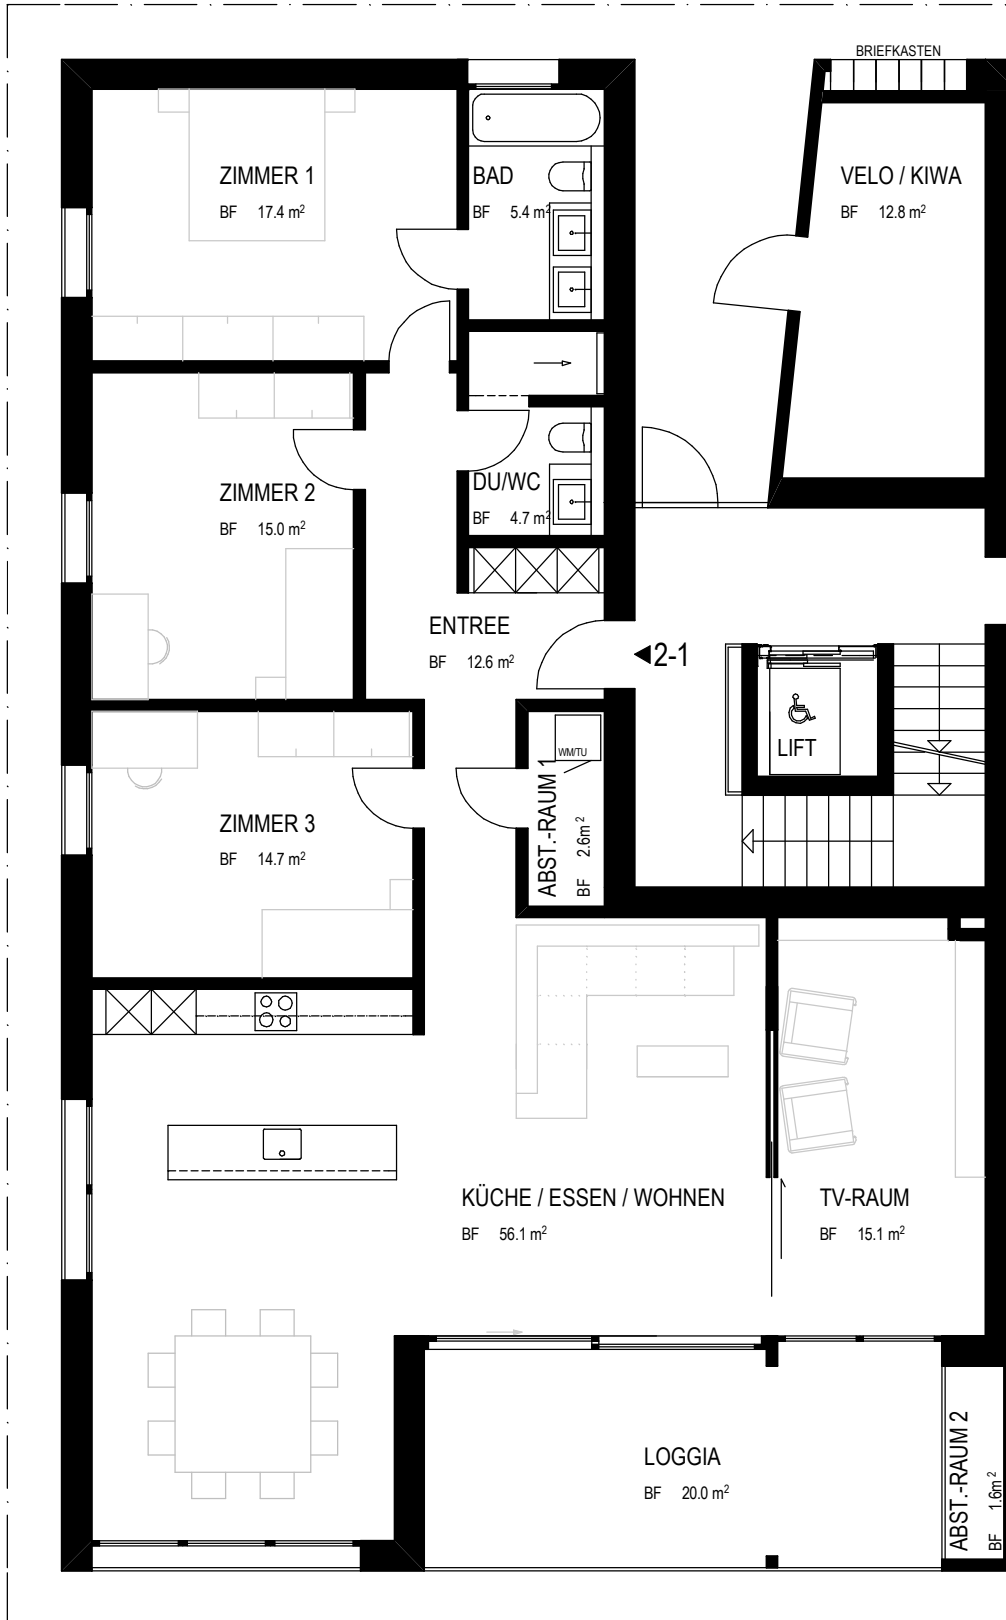 BRIEFKASTEN
ZIMMER 1
BF 17.4 m²
BAD
BF 5.4 m²
VELO / KIWA
BF 12.8 m²
ZIMMER 2
BF 15.0 m²
DU/WC
BF 4.7 m²
ENTREE
BF 12.6 m²
2-1
LIFT
WM/TU
ABST.-RAUM 1
BF 2.6m²
ZIMMER 3
BF 14.7 m²
KÜCHE / ESSEN / WOHNEN
BF 56.1 m²
TV-RAUM
BF 15.1 m²
LOGGIA
BF 20.0 m²
ABST.-RAUM 2
BF 1.6m²